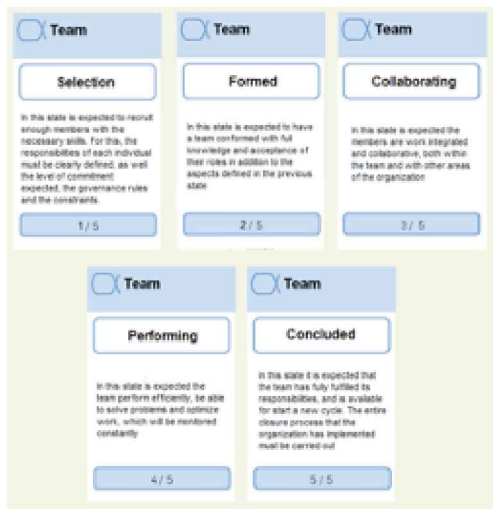 Team
Selection
In this state is expected to recruit
enough members with the
necessary skills. For this, the
responsibilities of each individual
must be clearly defined, as well
the level of commitment
expected, the governance rules
and the constraints.
1 / 5
Team
Formed
In this state is expected to have
a team conformed with full
knowledge and acceptance of
their roles in addition to the
aspects defined in the previous
state
2 / 5
Team
Collaborating
In this state is expected the
members are work integrated
and collaborative, both within
the team and with other areas
of the organization
3 / 5
Team
Performing
In this state is expected the
team perform efficiently, be able
to solve problems and optimize
work, which will be monitored
constantly
4 / 5
Team
Concluded
In this state it is expected that
the team has fully fulfilled its
responsibilities, and is available
for start a new cycle. The entire
closure process that the
organization has implemented
must be carried out
5 / 5